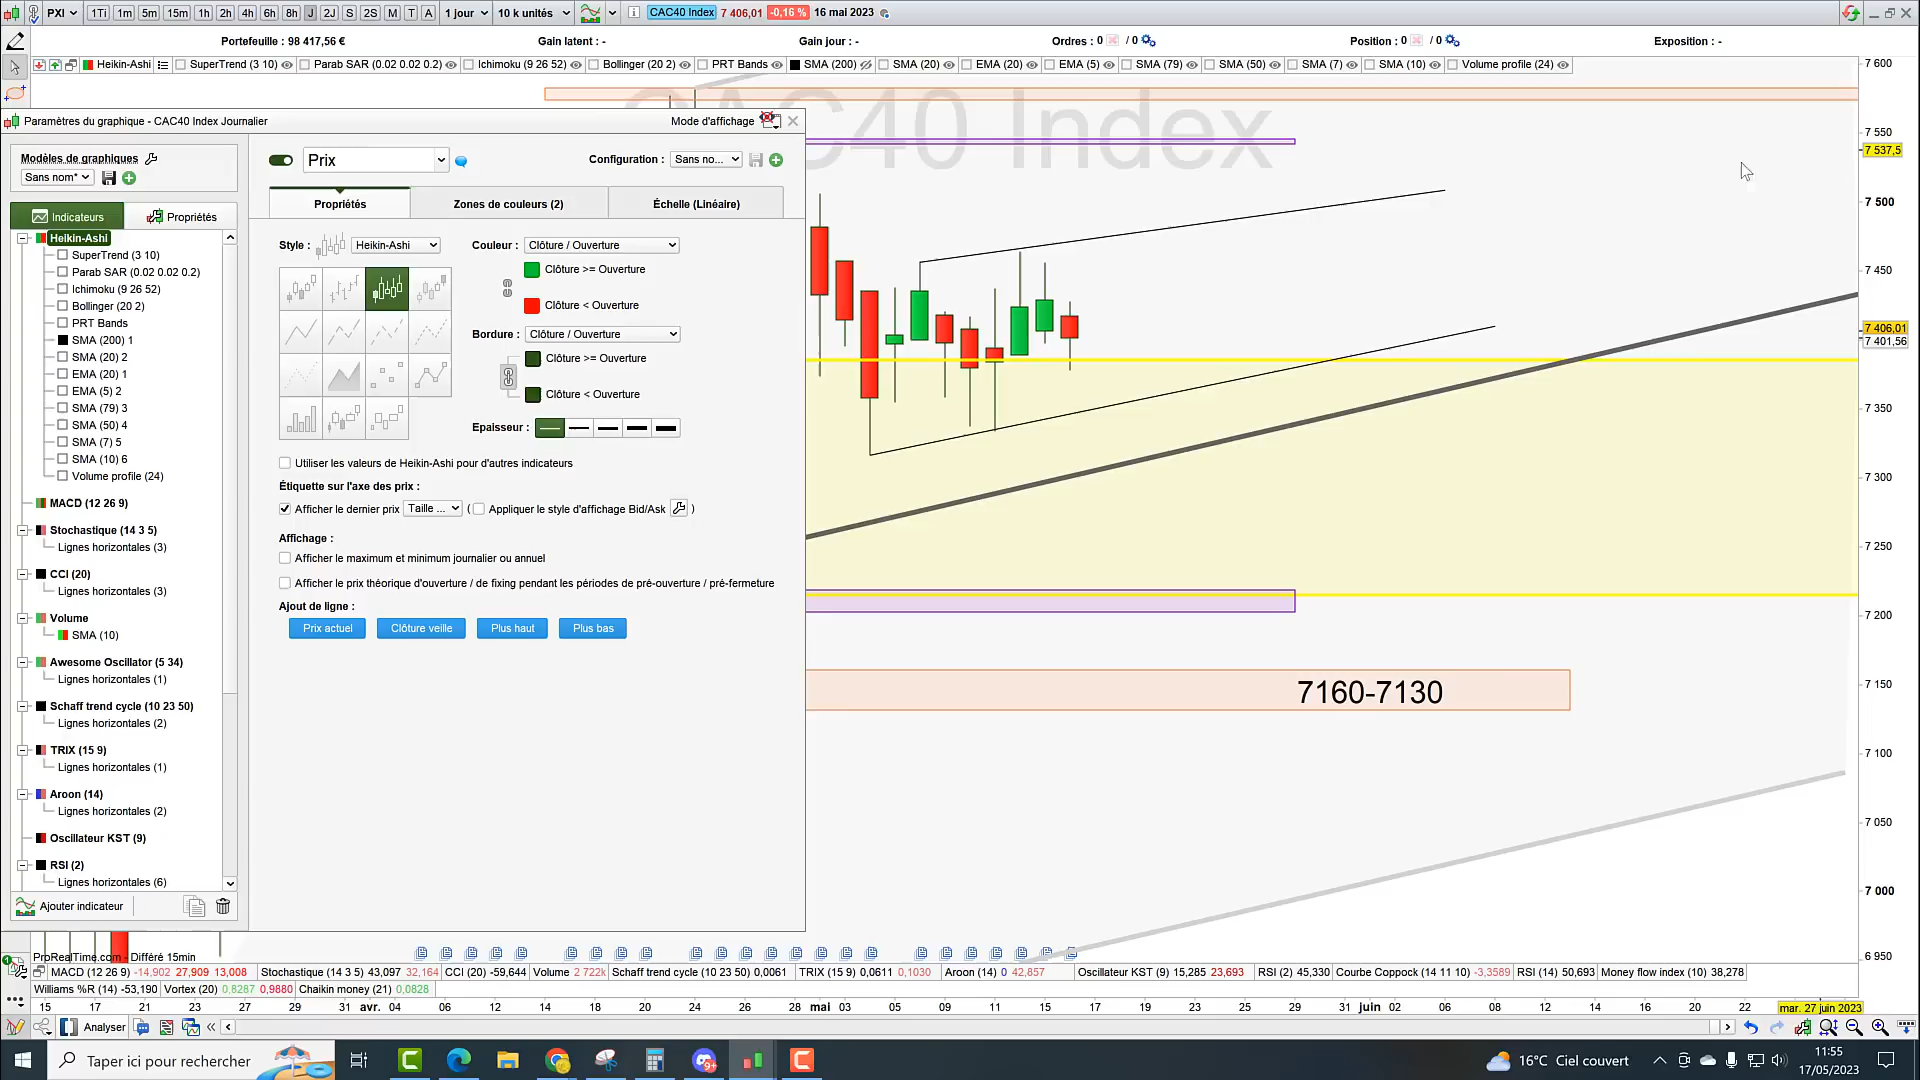 PXI 1Ti 1m 5m 15m 1h 2h 4h 3h 6h 8h J 2J S 2S M T A 1 jour 10 k unités CAC40 Index 7 406,01 -0,16 % 16 mai 2023
Portefeuille : 98 417,56 € Gain latent : - Gain jour : - Ordres : 0 / 0 Position : 0 / 0 Exposition : -
Heikin-Ashi SuperTrend (3 10) Parab SAR (0.02 0.02 0.2) Ichimoku (9 26 52) Bollinger (20 2) PRT Bands SMA (200) SMA (20) EMA (20) EMA (5) SMA (79) SMA (50) SMA (7) SMA (10) Volume profile (24)
CAC40 Index
Paramètres du graphique - CAC40 Index Journalier Mode d'affichage
Modèles de graphiques
Sans nom*
Prix
Configuration : Sans no...
Indicateurs Propriétés
Propriétés Zones de couleurs (2) Échelle (Linéaire)
Heikin-Ashi
SuperTrend (3 10)
Parab SAR (0.02 0.02 0.2)
Ichimoku (9 26 52)
Bollinger (20 2)
PRT Bands
SMA (200) 1
SMA (20) 2
EMA (20) 1
EMA (5) 2
SMA (79) 3
SMA (50) 4
SMA (7) 5
SMA (10) 6
Volume profile (24)
MACD (12 26 9)
Stochastique (14 3 5)
Lignes horizontales (3)
CCI (20)
Lignes horizontales (3)
Volume
SMA (10)
Awesome Oscillator (5 34)
Lignes horizontales (1)
Schaff trend cycle (10 23 50)
Lignes horizontales (2)
TRIX (15 9)
Lignes horizontales (1)
Aroon (14)
Lignes horizontales (2)
Oscillateur KST (9)
RSI (2)
Lignes horizontales (6)
Ajouter indicateur
Style : Heikin-Ashi
Couleur : Clôture / Ouverture
Clôture >= Ouverture
Clôture < Ouverture
Bordure : Clôture / Ouverture
Clôture >= Ouverture
Clôture < Ouverture
Epaisseur :
Utiliser les valeurs de Heikin-Ashi pour d'autres indicateurs
Étiquette sur l'axe des prix :
Afficher le dernier prix Taille ... ( Appliquer le style d'affichage Bid/Ask )
Affichage :
Afficher le maximum et minimum journalier ou annuel
Afficher le prix théorique d'ouverture / de fixing pendant les périodes de pré-ouverture / pré-fermeture
Ajout de ligne :
Prix actuel Clôture veille Plus haut Plus bas
7160-7130
7 600
7 550
7 537,5
7 500
7 450
7 406,01
7 401,56
7 350
7 300
7 250
7 200
7 150
7 100
7 050
7 000
6 950
ProRealTime.com - Différé 15min
MACD (12 26 9) -14,902 27,909 13,008 Stochastique (14 3 5) 43,097 32,164 CCI (20) -59,644 Volume 2 722k Schaff trend cycle (10 23 50) 0,0061 TRIX (15 9) 0,0611 0,1030 Aroon (14) 0 42,857 Oscillateur KST (9) 15,285 23,693 RSI (2) 45,330 Courbe Coppock (14 11 10) -3,3589 RSI (14) 50,693 Money flow index (10) 38,278
Williams %R (14) -53,190 Vortex (20) 0,8287 0,9880 Chaikin money (21) 0,0828
15 17 21 23 27 29 31 avr. 04 06 12 14 18 20 24 26 28 mai 03 05 09 11 15 17 19 23 25 29 31 juin 02 06 08 12 14 16 20 22 mar. 27 juin 2023
Analyser
Taper ici pour rechercher
9+
16°C Ciel couvert
11:55
17/05/2023